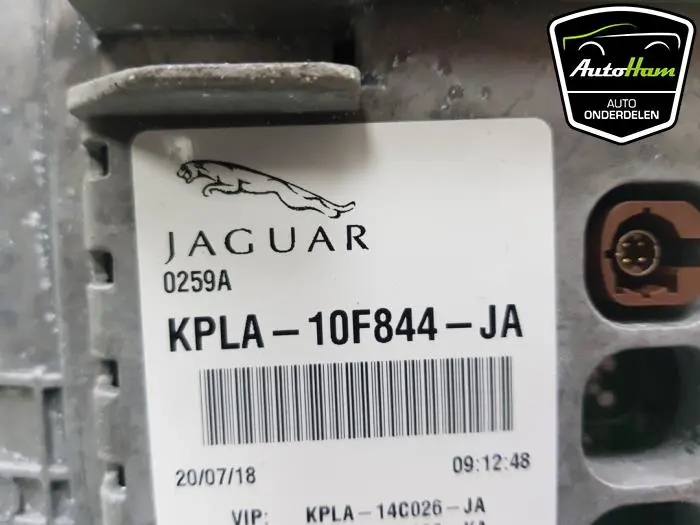 AutoHam
AUTO
ONDERDELEN
JAGUAR
0259A
KPLA-10F844-JA
20/07/18 09:12:48
VIP: KPLA-14C026-JA